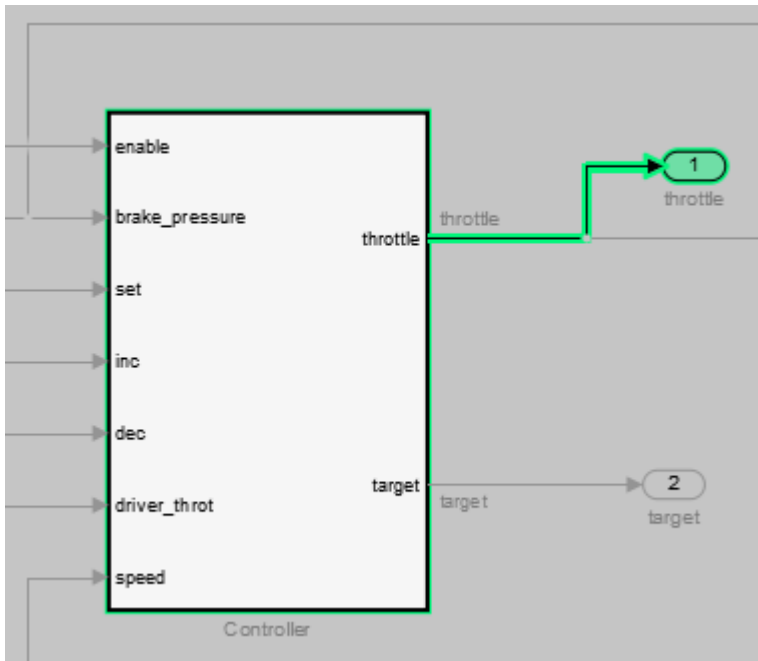 enable
brake_pressure
set
inc
dec
driver_throt
speed
throttle
target
Controller
throttle
1
throttle
target
2
target